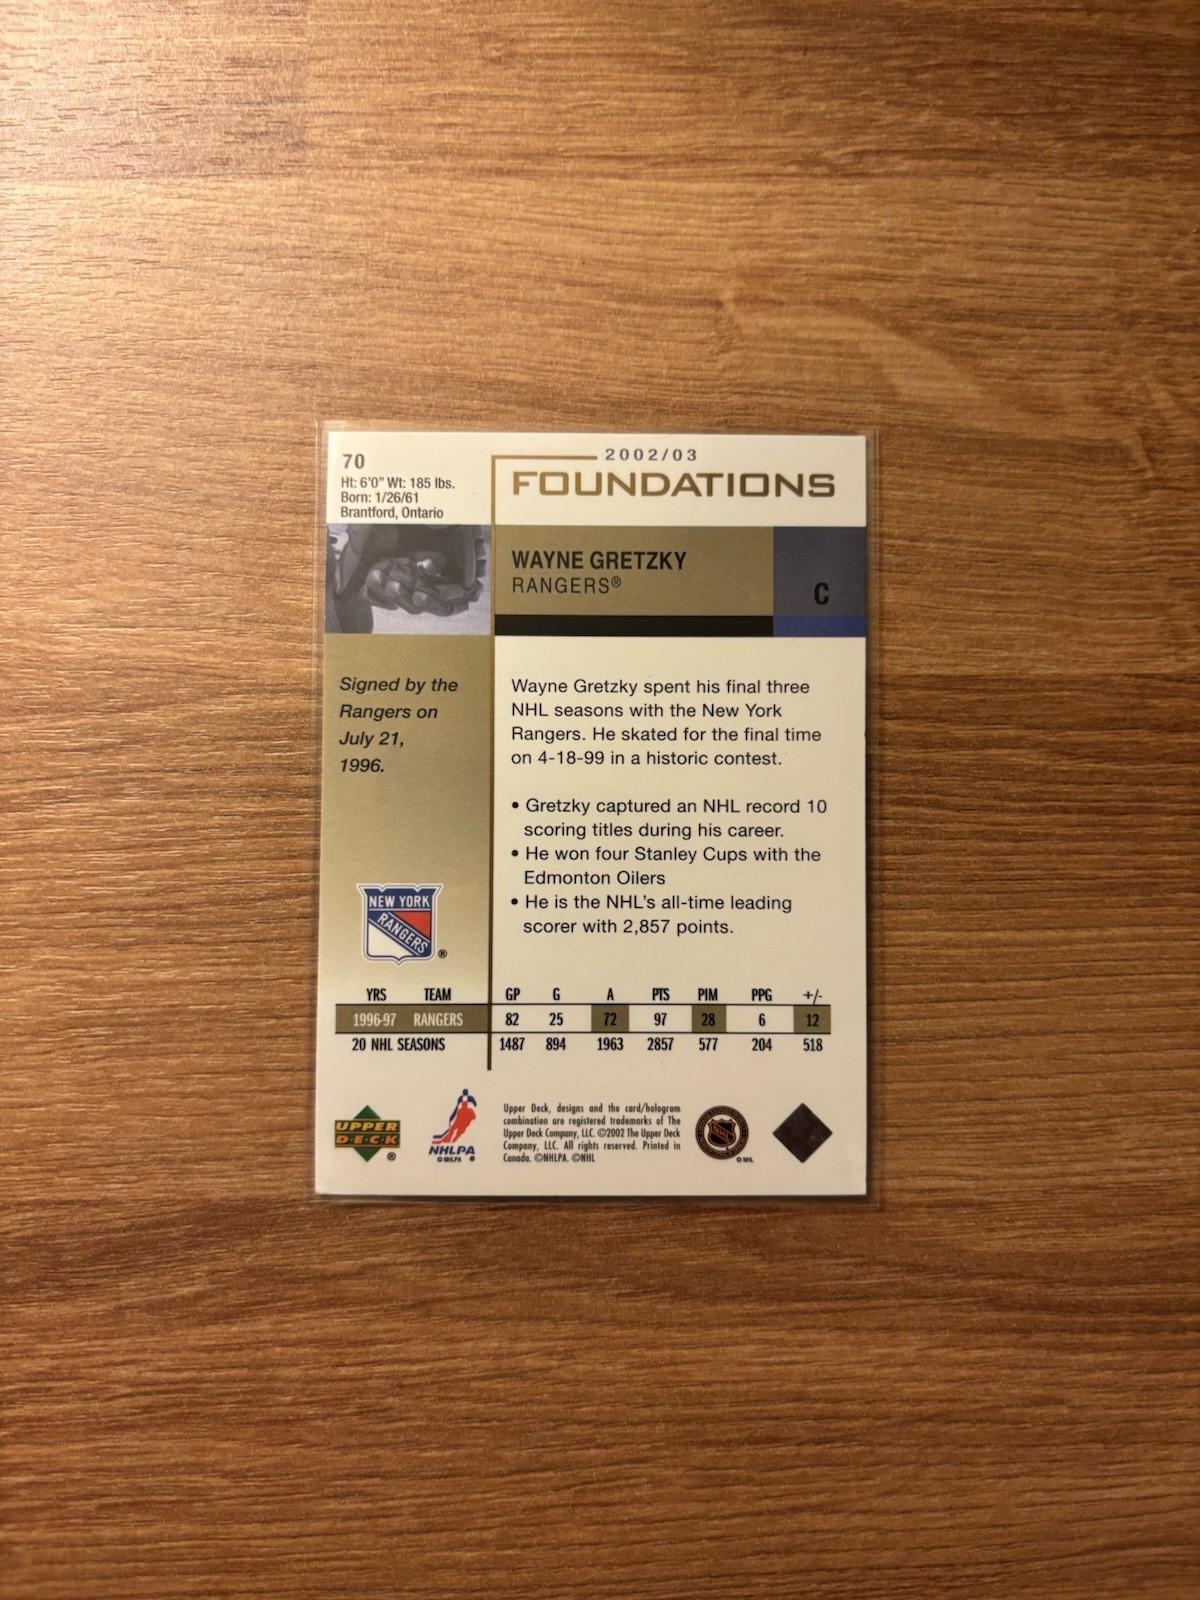 70
Ht: 6'0" Wt: 185 lbs.
Born: 1/26/61
Brantford, Ontario
2002/03
FOUNDATIONS
WAYNE GRETZKY
RANGERS®
C
Signed by the
Rangers on
July 21,
1996.
Wayne Gretzky spent his final three
NHL seasons with the New York
Rangers. He skated for the final time
on 4-18-99 in a historic contest.
• Gretzky captured an NHL record 10
scoring titles during his career.
• He won four Stanley Cups with the
Edmonton Oilers
• He is the NHL's all-time leading
scorer with 2,857 points.
NEW YORK
RANGERS
®
YRS TEAM GP G A PTS PIM PPG +/-
1996-97 RANGERS 82 25 72 97 28 6 12
20 NHL SEASONS 1487 894 1963 2857 577 204 518
UPPER
DECK
®
NHLPA
Upper Deck, designs and the card/hologram
combination are registered trademarks of The
Upper Deck Company, LLC. ©2002 The Upper Deck
Company, LLC. All rights reserved. Printed in
Canada. ©NHLPA. ©NHL
NHL
© NHL